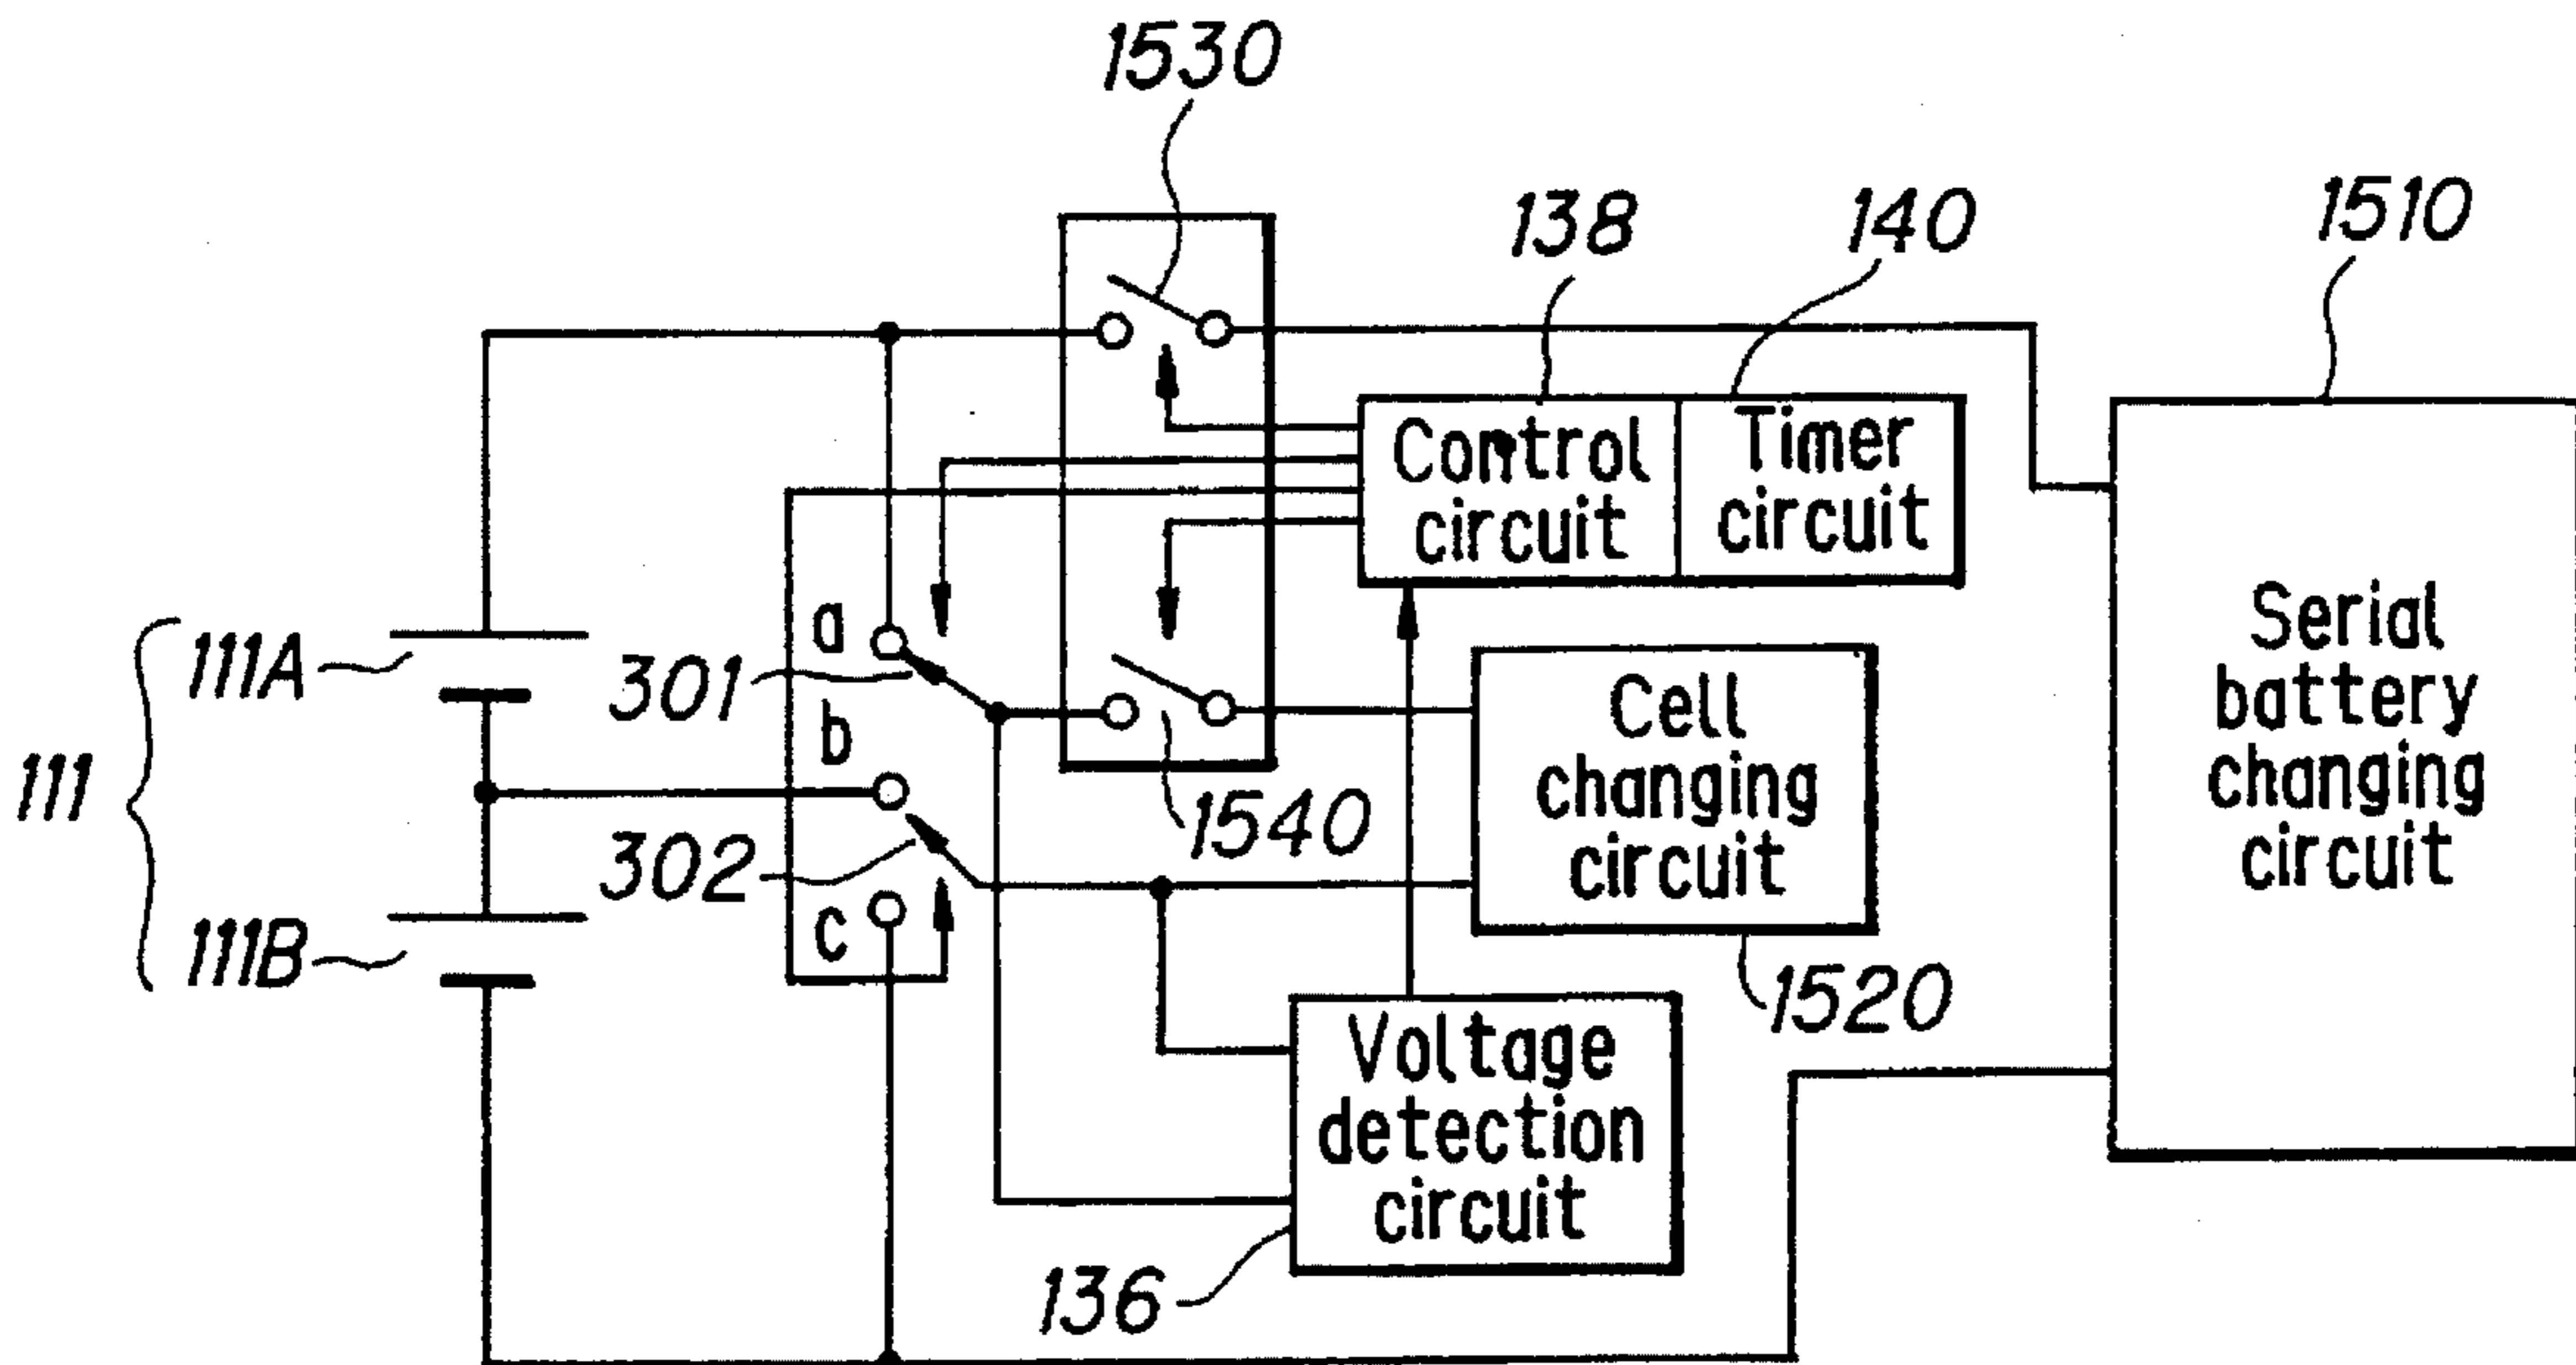 1530
138
140
1510
Control
circuit
Timer
circuit
a
301
b
302
c
1540
111
111A
111B
Cell
changing
circuit
1520
Serial
battery
changing
circuit
Voltage
detection
circuit
136